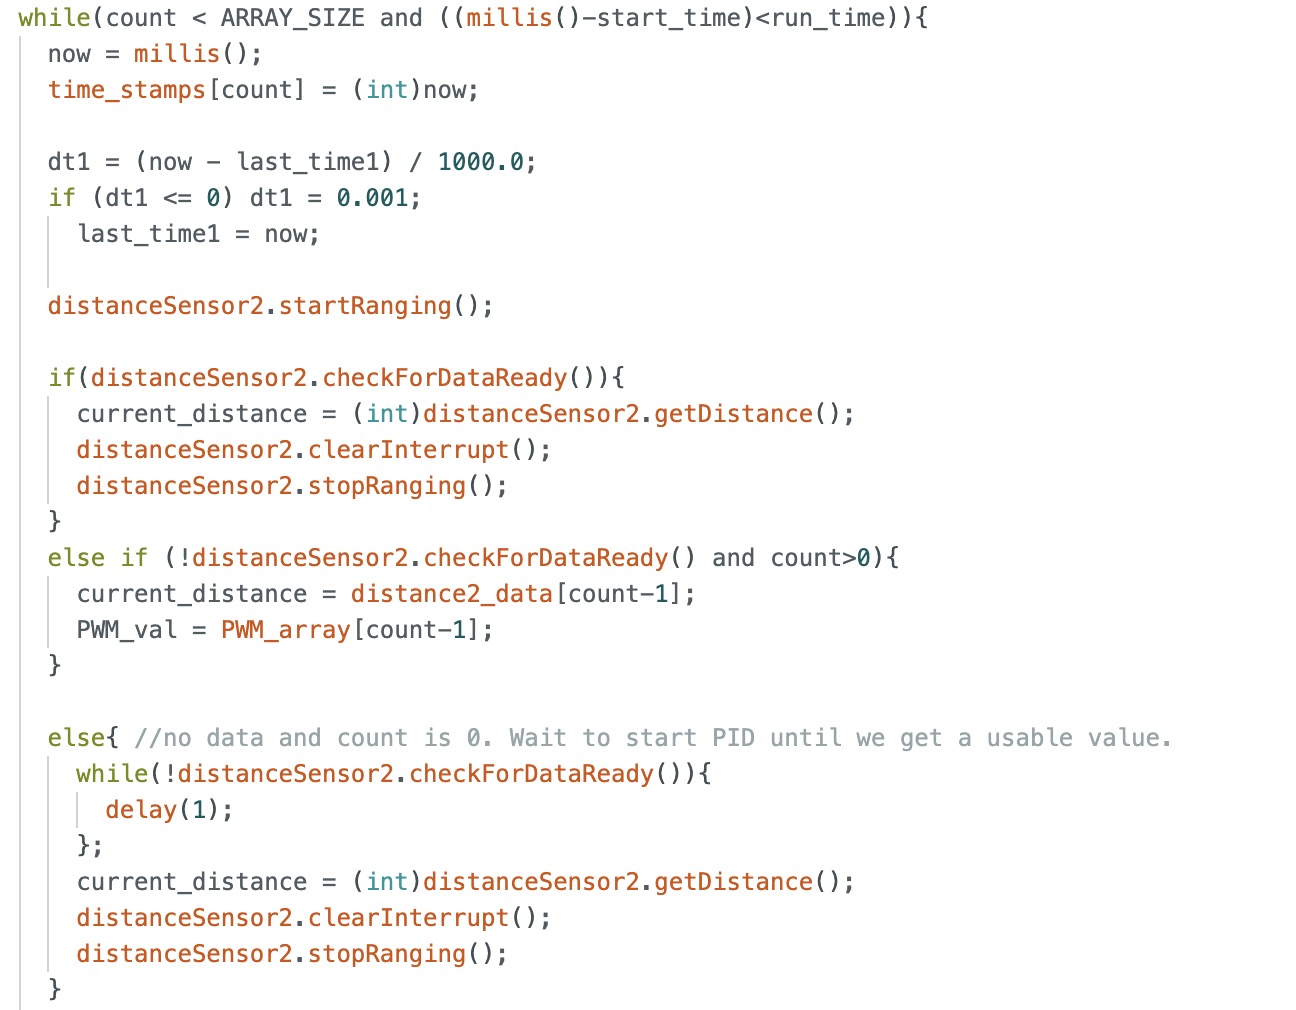 while(count < ARRAY_SIZE and ((millis()-start_time)<run_time)){
now = millis();
time_stamps[count] = (int)now;
dt1 = (now - last_time1) / 1000.0;
if (dt1 <= 0) dt1 = 0.001;
last_time1 = now;
distanceSensor2.startRanging();
if(distanceSensor2.checkForDataReady()){
current_distance = (int)distanceSensor2.getDistance();
distanceSensor2.clearInterrupt();
distanceSensor2.stopRanging();
}
else if (!distanceSensor2.checkForDataReady() and count>0){
current_distance = distance2_data[count-1];
PWM_val = PWM_array[count-1];
}
else{ //no data and count is 0. Wait to start PID until we get a usable value.
while(!distanceSensor2.checkForDataReady()){
delay(1);
};
current_distance = (int)distanceSensor2.getDistance();
distanceSensor2.clearInterrupt();
distanceSensor2.stopRanging();
}